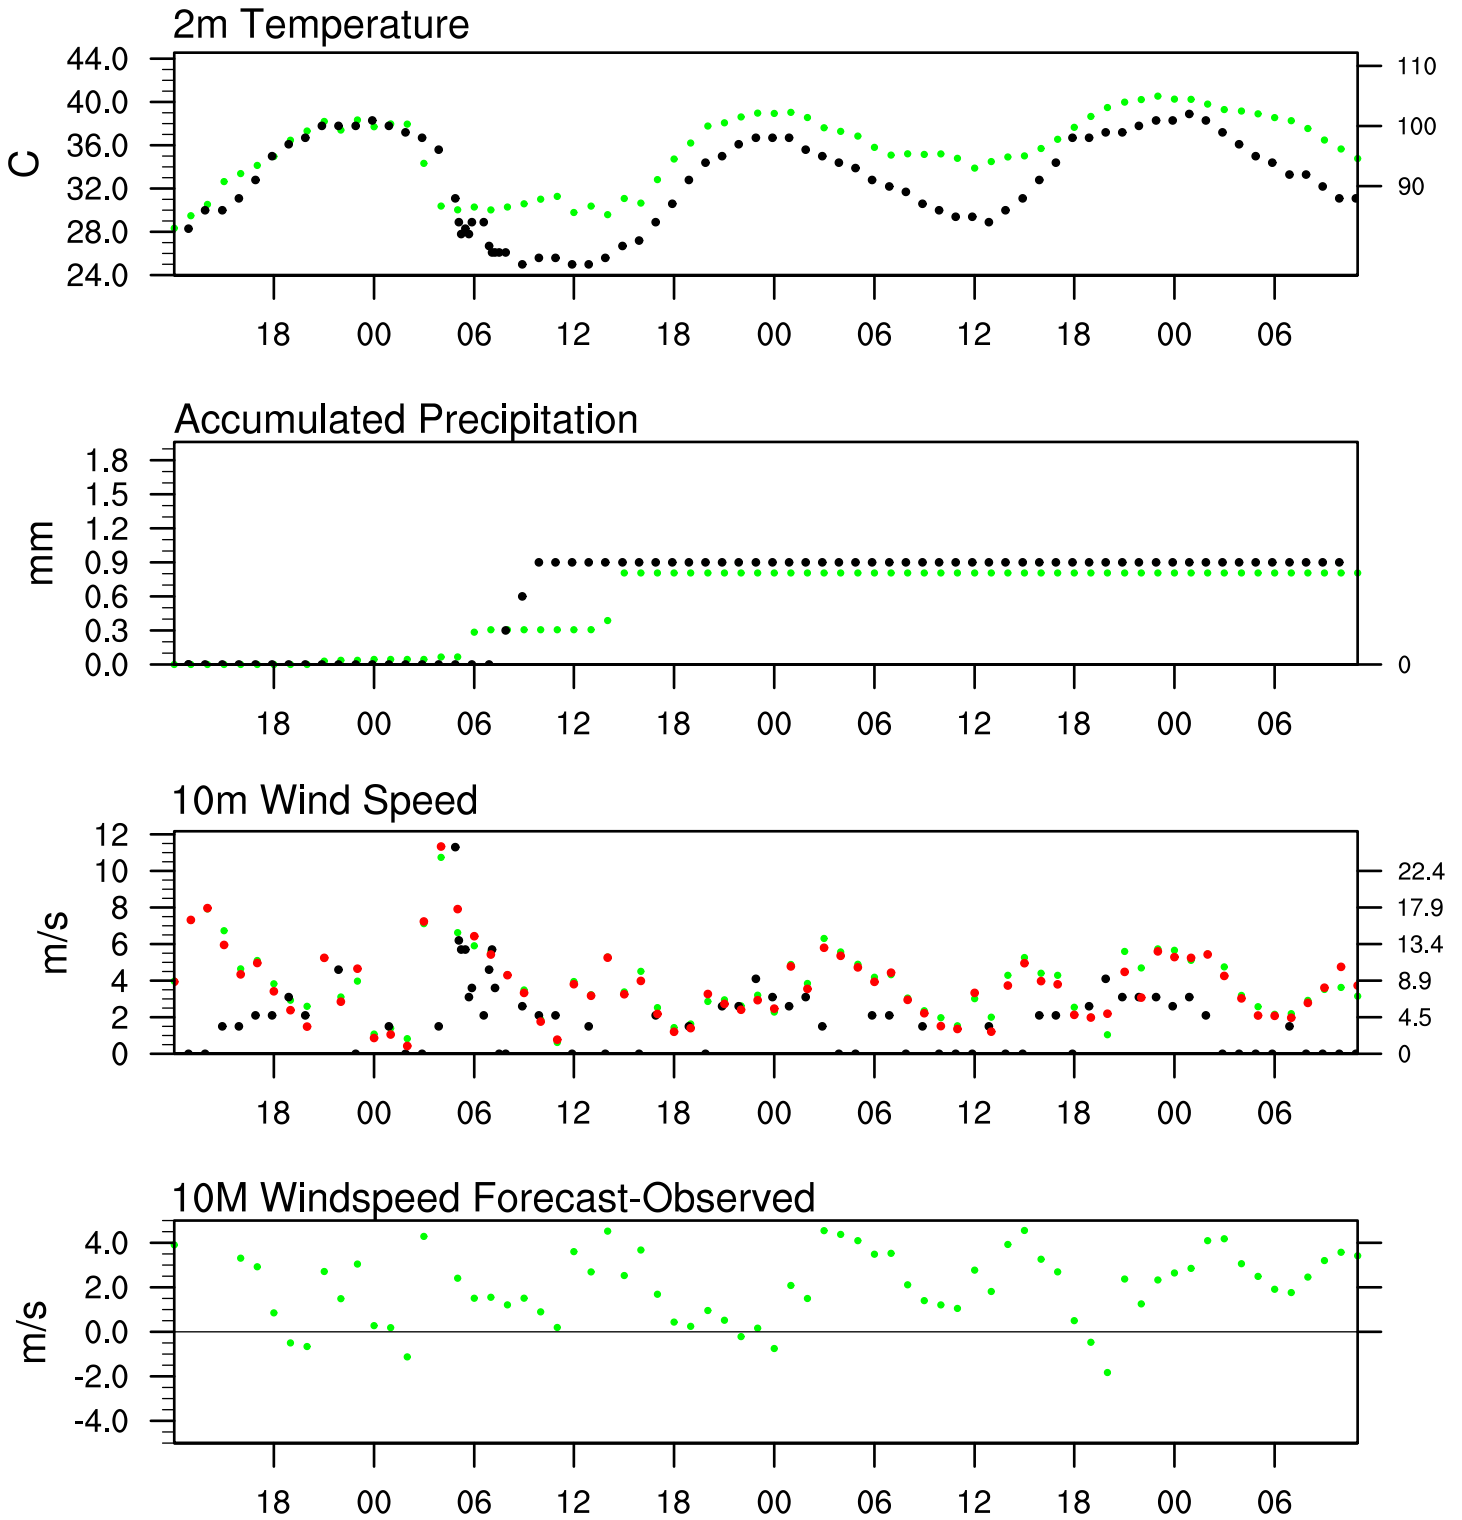 2m Temperature
44.0
40.0
36.0
32.0
28.0
24.0
C
110
100
90
18 00 06 12 18 00 06 12 18 00 06
Accumulated Precipitation
1.8
1.5
1.2
0.9
0.6
0.3
0.0
mm
0
18 00 06 12 18 00 06 12 18 00 06
10m Wind Speed
12
10
8
6
4
2
0
m/s
22.4
17.9
13.4
8.9
4.5
0
18 00 06 12 18 00 06 12 18 00 06
10M Windspeed Forecast-Observed
4.0
2.0
0.0
-2.0
-4.0
m/s
18 00 06 12 18 00 06 12 18 00 06